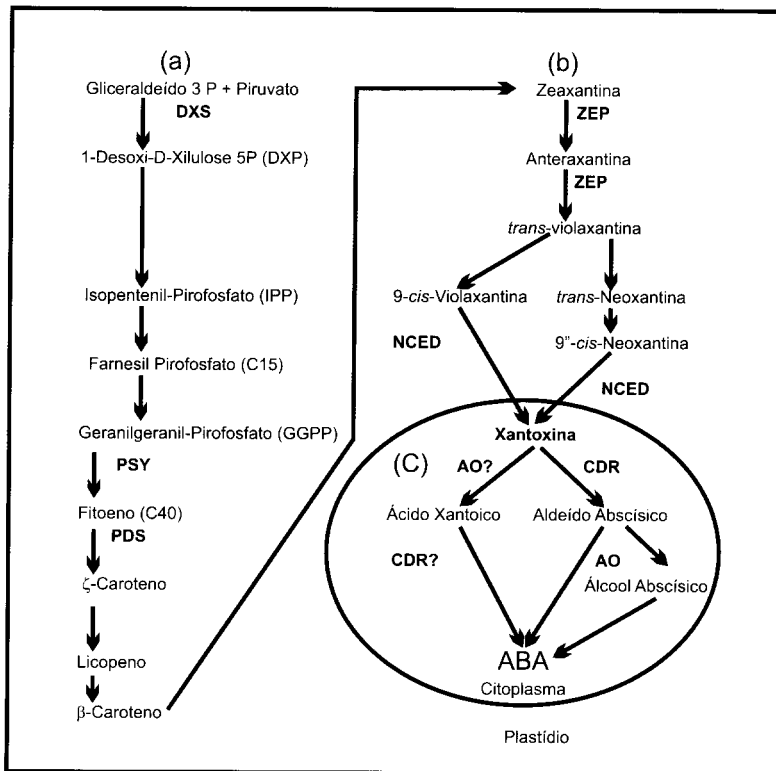 (a)
Gliceraldeído 3 P + Piruvato
DXS
1-Desoxi-D-Xilulose 5P (DXP)
Isopentenil-Pirofosfato (IPP)
Farnesil Pirofosfato (C15)
Geranilgeranil-Pirofosfato (GGPP)
PSY
Fitoeno (C40)
PDS
ζ-Caroteno
Licopeno
β-Caroteno
(b)
Zeaxantina
ZEP
Anteraxantina
ZEP
trans-violaxantina
9-cis-Violaxantina
trans-Neoxantina
9"-cis-Neoxantina
NCED
NCED
Xantoxina
(C)
AO?
CDR
Ácido Xantoico
Aldeído Abscísico
CDR?
AO
Álcool Abscísico
ABA
Citoplasma
Plastídio